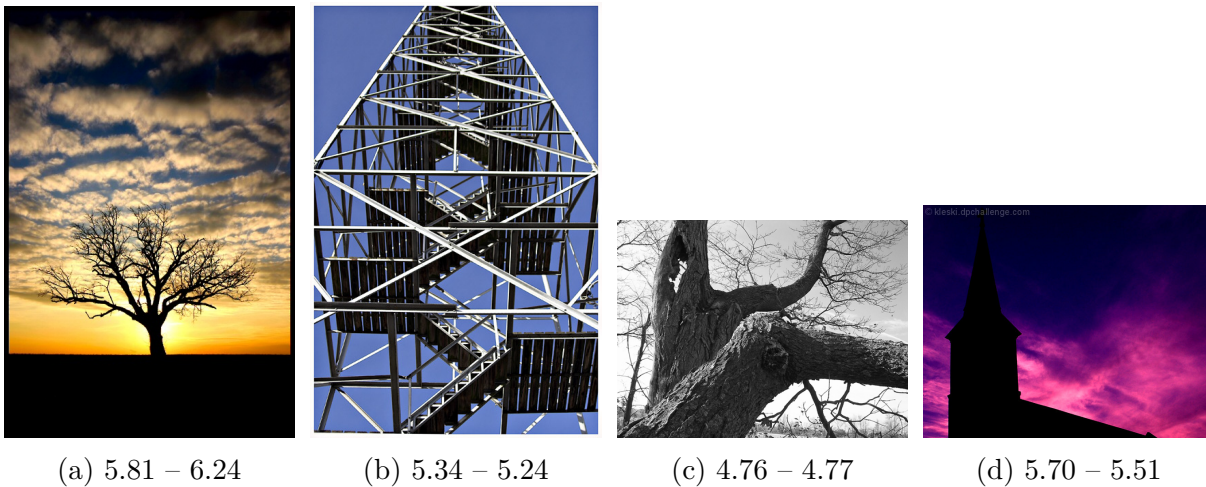 © kleski.dpchallenge.com
(a) 5.81 – 6.24
(b) 5.34 – 5.24
(c) 4.76 – 4.77
(d) 5.70 – 5.51